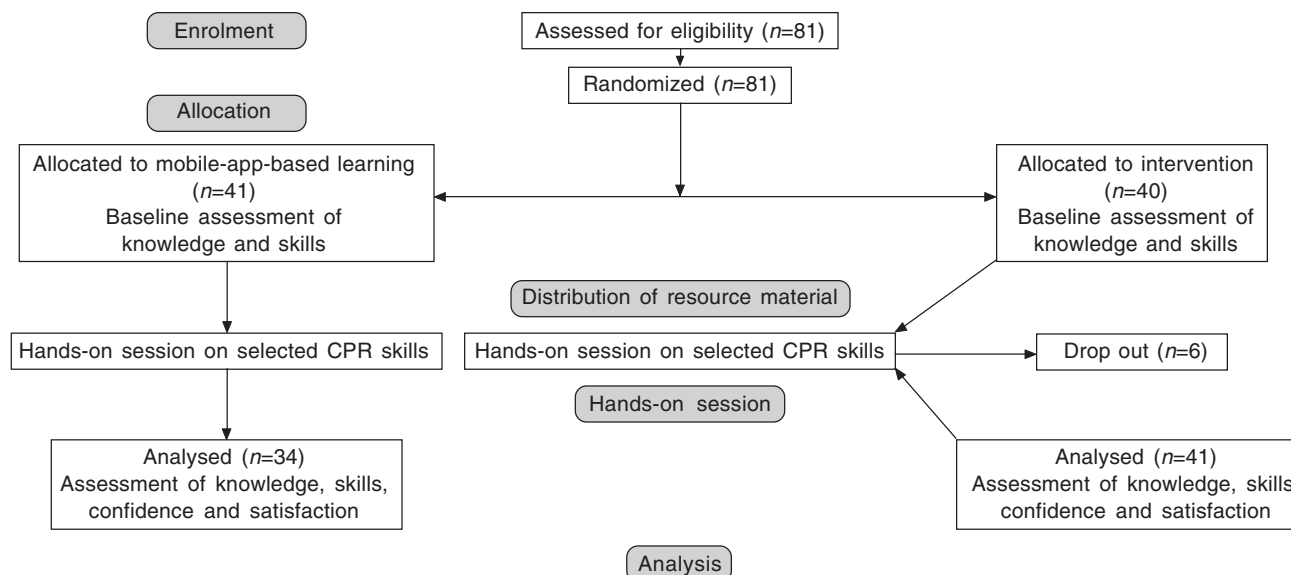 Enrolment
Assessed for eligibility (n=81)
Randomized (n=81)
Allocation
Allocated to mobile-app-based learning
(n=41)
Baseline assessment of
knowledge and skills
Allocated to intervention
(n=40)
Baseline assessment of
knowledge and skills
Distribution of resource material
Hands-on session on selected CPR skills
Hands-on session on selected CPR skills
Drop out (n=6)
Hands-on session
Analysed (n=34)
Assessment of knowledge, skills,
confidence and satisfaction
Analysed (n=41)
Assessment of knowledge, skills
confidence and satisfaction
Analysis